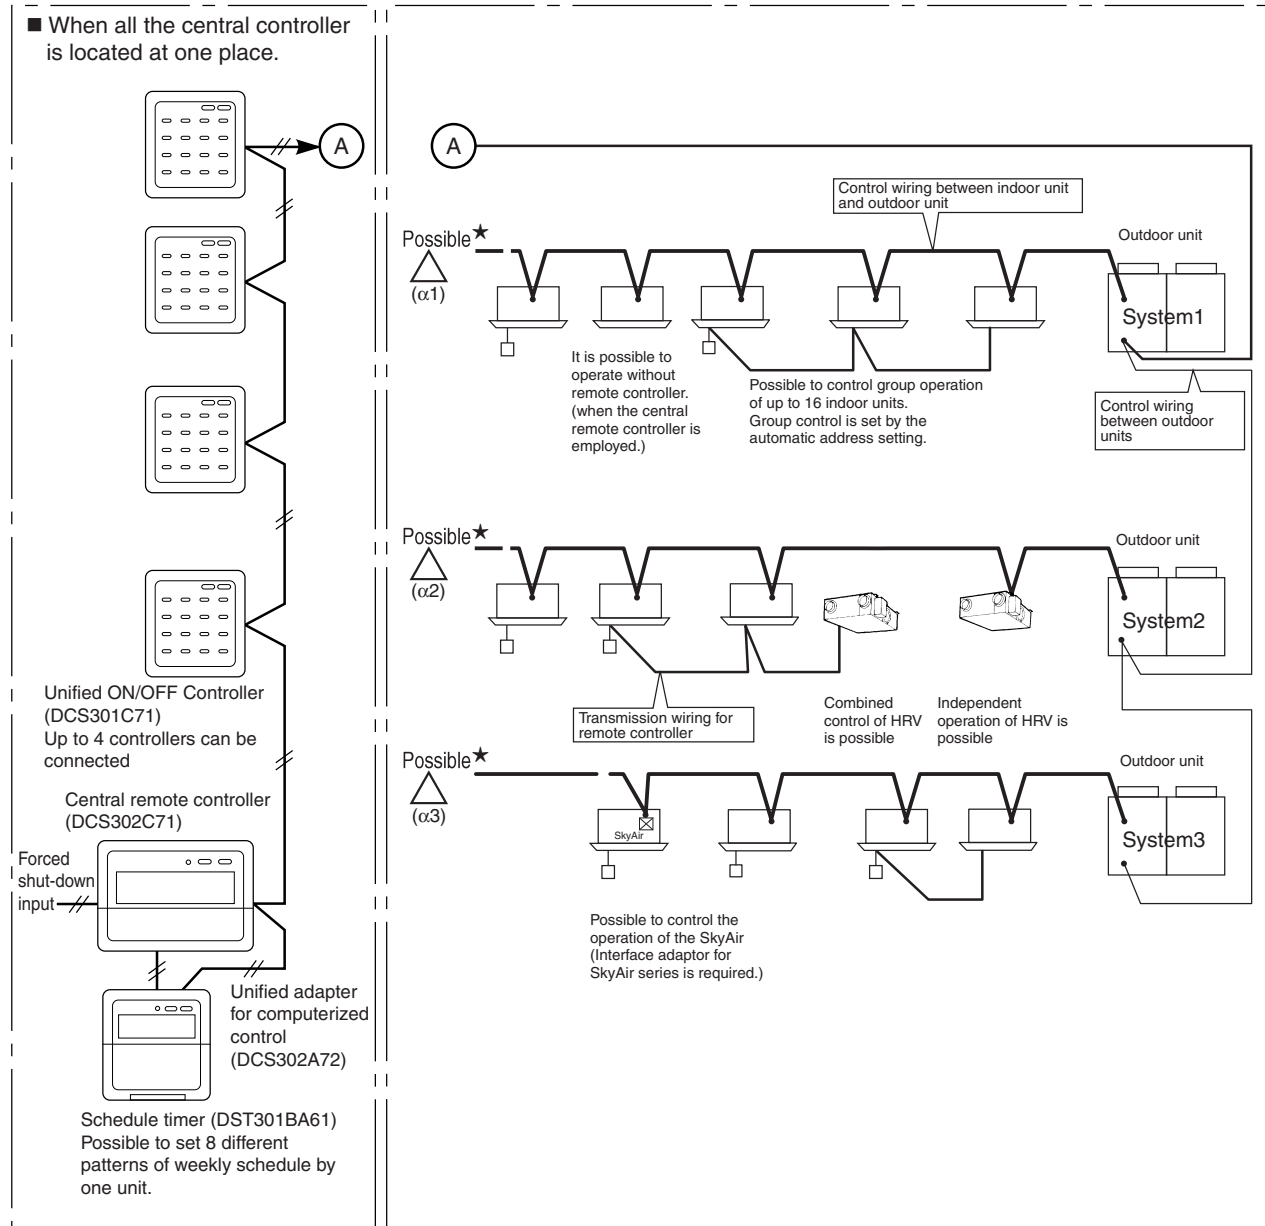 ■ When all the central controller
is located at one place.
A
Unified ON/OFF Controller
(DCS301C71)
Up to 4 controllers can be
connected
Central remote controller
(DCS302C71)
Forced
shut-down
input
Unified adapter
for computerized
control
(DCS302A72)
Schedule timer (DST301BA61)
Possible to set 8 different
patterns of weekly schedule by
one unit.
A
Control wiring between indoor unit
and outdoor unit
Possible★
(α1)
Outdoor unit
System1
It is possible to
operate without
remote controller.
(when the central
remote controller is
employed.)
Possible to control group operation
of up to 16 indoor units.
Group control is set by the
automatic address setting.
Control wiring
between outdoor
units
Possible★
(α2)
Outdoor unit
System2
Transmission wiring for
remote controller
Combined
control of HRV
is possible
Independent
operation of HRV is
possible
Possible★
(α3)
Outdoor unit
SkyAir
System3
Possible to control the
operation of the SkyAir
(Interface adaptor for
SkyAir series is required.)